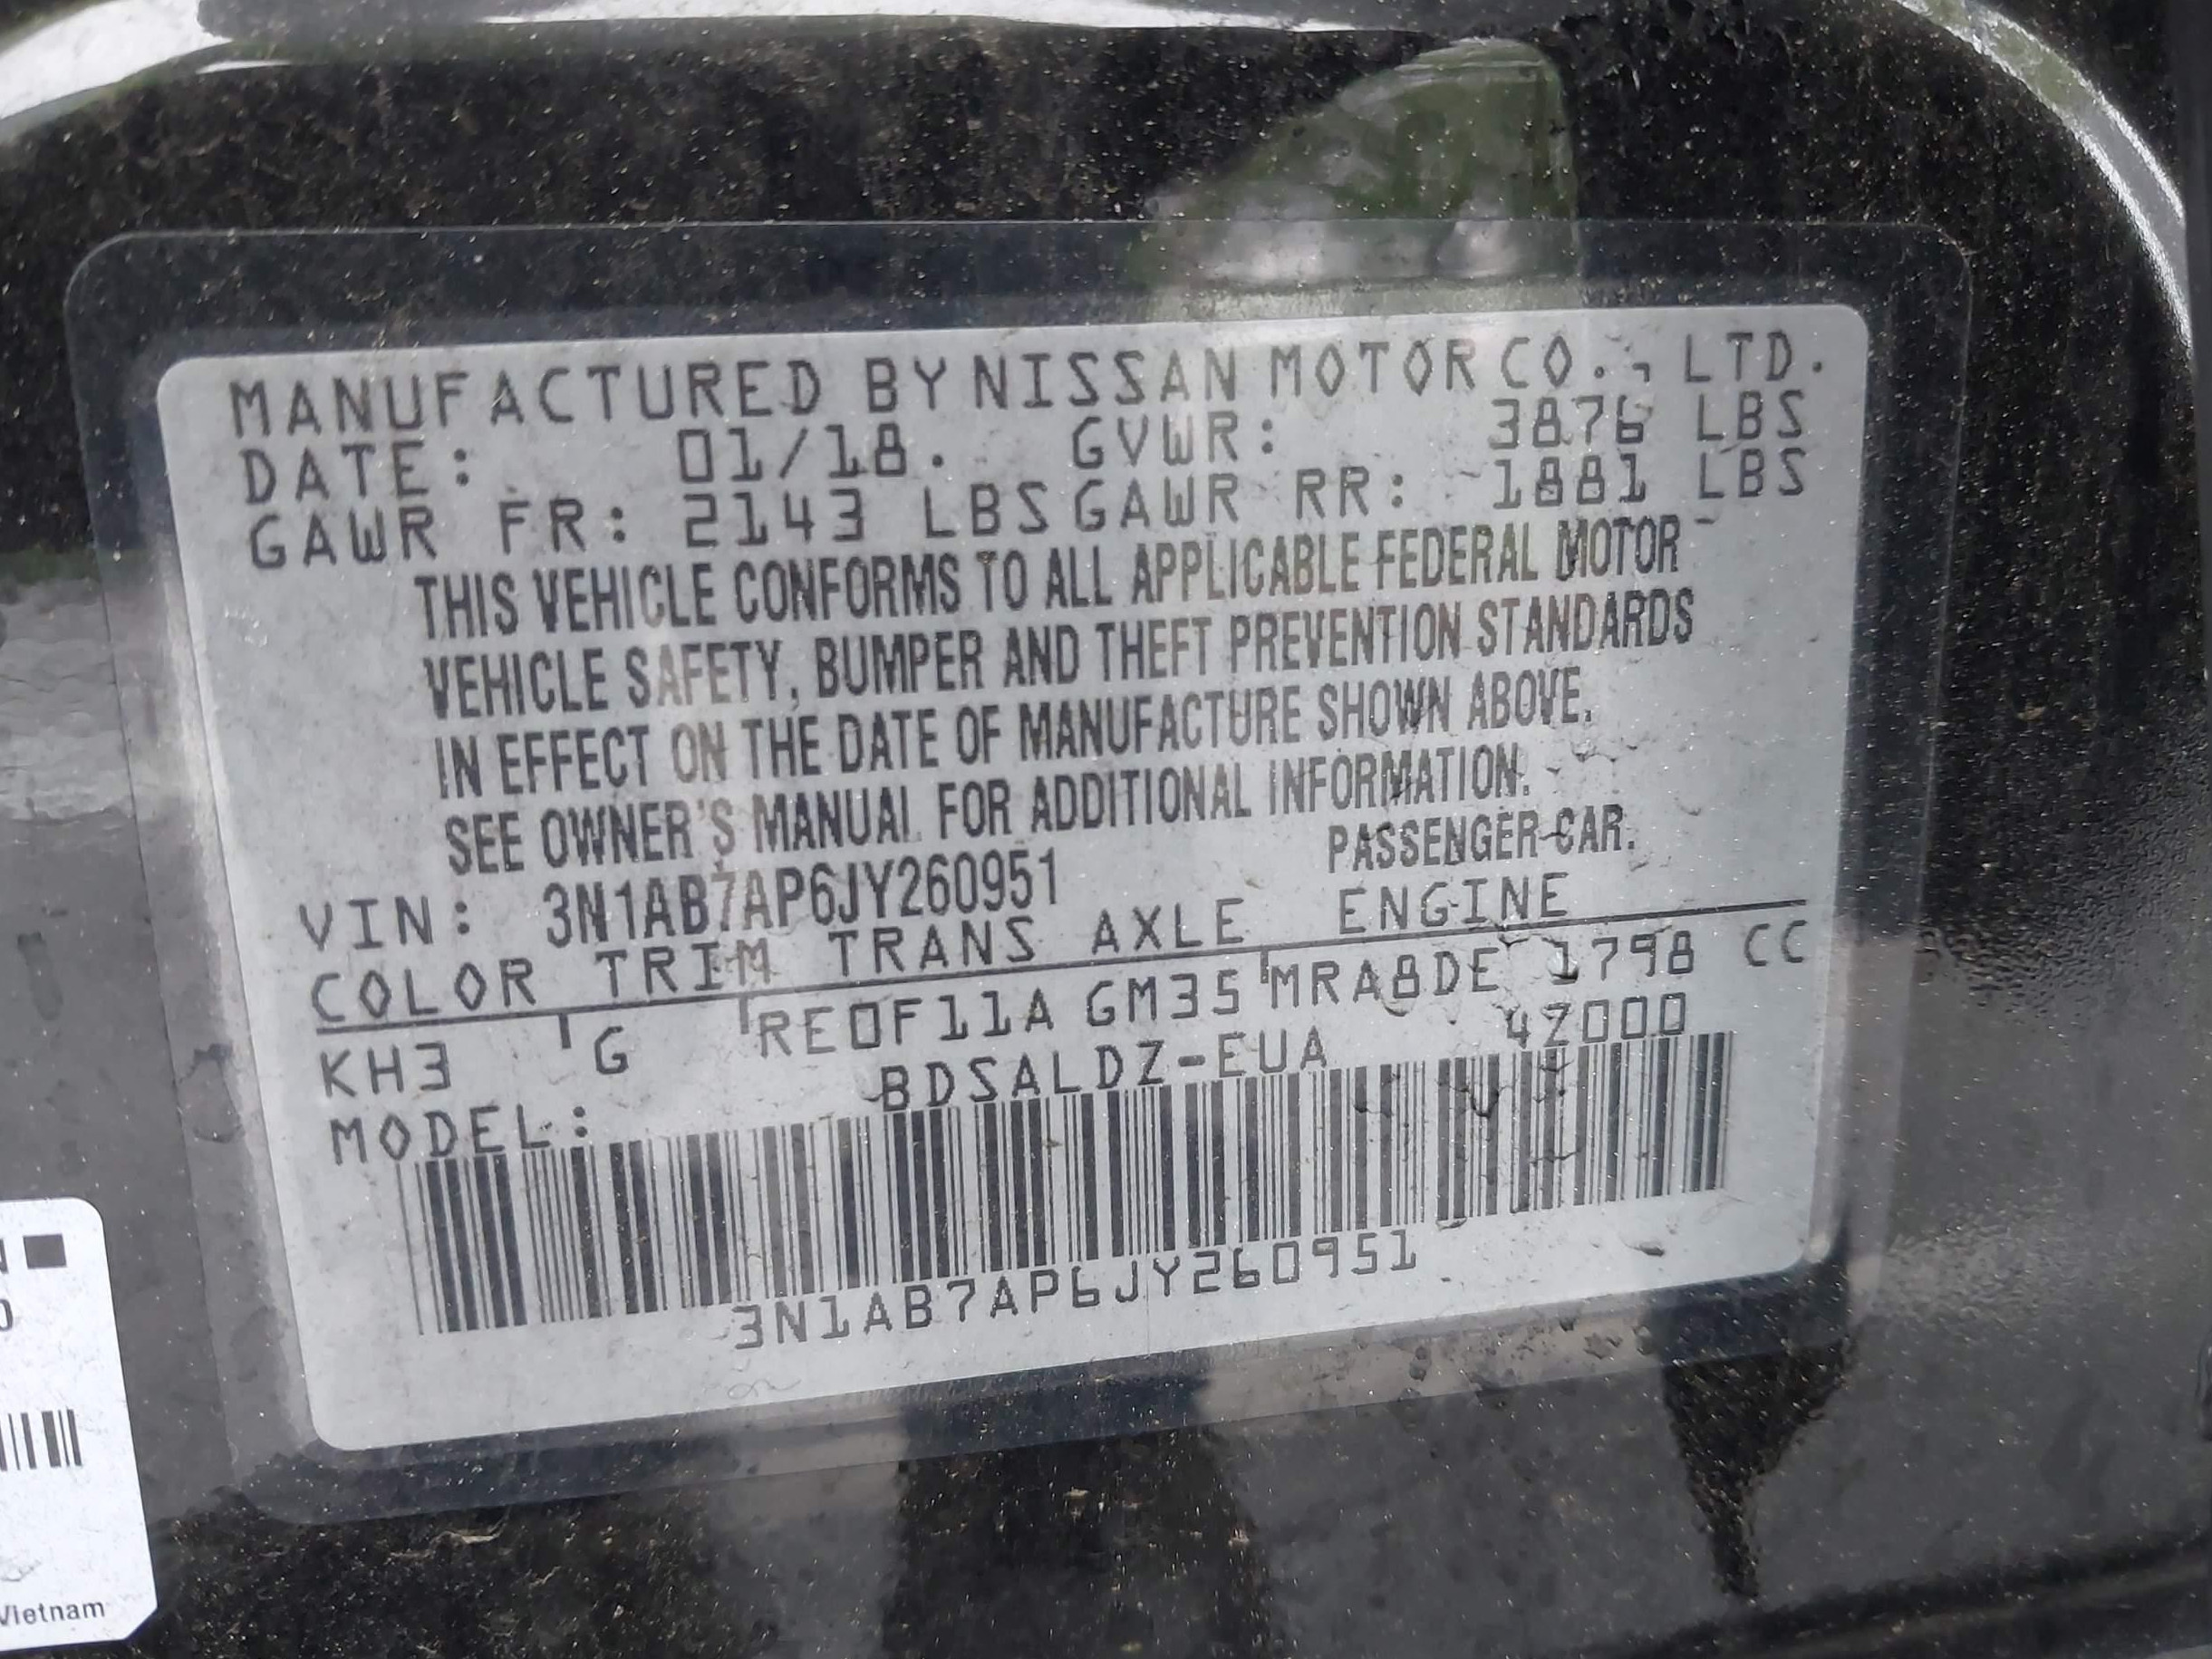 MANUFACTURED BY NISSAN MOTOR CO., LTD.
DATE: 01/18. GVWR: 3876 LBS
GAWR FR: 2143 LBS GAWR RR: 1881 LBS
THIS VEHICLE CONFORMS TO ALL APPLICABLE FEDERAL MOTOR
VEHICLE SAFETY, BUMPER AND THEFT PREVENTION STANDARDS
IN EFFECT ON THE DATE OF MANUFACTURE SHOWN ABOVE.
SEE OWNER'S MANUAL FOR ADDITIONAL INFORMATION.
VIN: 3N1AB7AP6JY260951 PASSENGER CAR.
COLOR TRIM TRANS AXLE ENGINE
KH3 G RE0F11A GM35 MRA8DE 1798 CC
MODEL: BDSALDZ-EUA 4Z000
3N1AB7AP6JY260951
Vietnam